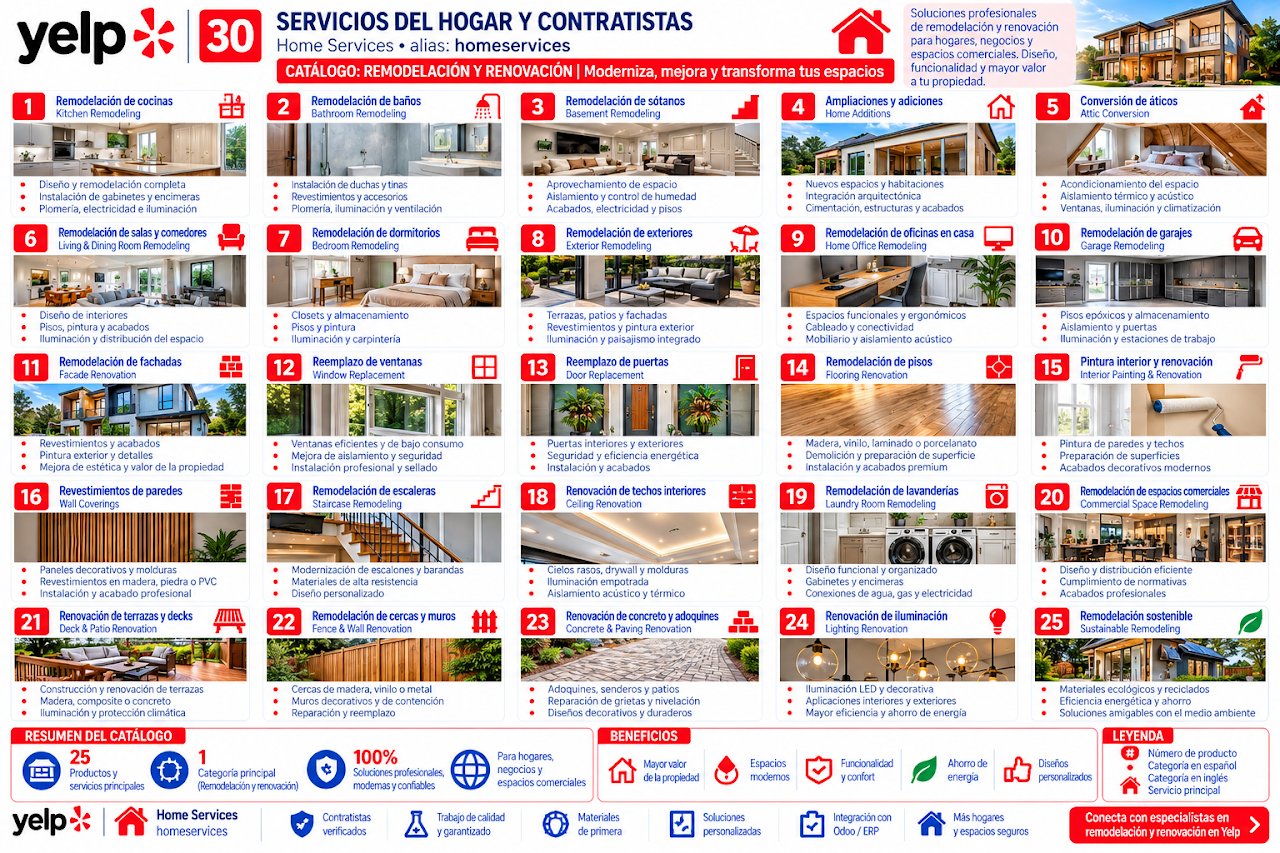 yelp
30
SERVICIOS DEL HOGAR Y CONTRATISTAS
Home Services • alias: homeservices
CATÁLOGO: REMODELACIÓN Y RENOVACIÓN | Moderniza, mejora y transforma tus espacios
Soluciones profesionales
de remodelación y renovación
para hogares, negocios y
espacios comerciales. Diseño,
funcionalidad y mayor valor
a tu propiedad.
1
Remodelación de cocinas
Kitchen Remodeling
• Diseño y remodelación completa
• Instalación de gabinetes y encimeras
• Plomería, electricidad e iluminación
2
Remodelación de baños
Bathroom Remodeling
• Instalación de duchas y tinas
• Revestimientos y accesorios
• Plomería, iluminación y ventilación
3
Remodelación de sótanos
Basement Remodeling
• Aprovechamiento de espacio
• Aislamiento y control de humedad
• Acabados, electricidad y pisos
4
Ampliaciones y adiciones
Home Additions
• Nuevos espacios y habitaciones
• Integración arquitectónica
• Cimentación, estructuras y acabados
5
Conversión de áticos
Attic Conversion
• Acondicionamiento del espacio
• Aislamiento térmico y acústico
• Ventanas, iluminación y climatización
6
Remodelación de salas y comedores
Living & Dining Room Remodeling
• Diseño de interiores
• Pisos, pintura y acabados
• Iluminación y distribución del espacio
7
Remodelación de dormitorios
Bedroom Remodeling
• Closets y almacenamiento
• Pisos y pintura
• Iluminación y carpintería
8
Remodelación de exteriores
Exterior Remodeling
• Terrazas, patios y fachadas
• Revestimientos y pintura exterior
• Iluminación y paisajismo integrado
9
Remodelación de oficinas en casa
Home Office Remodeling
• Espacios funcionales y ergonómicos
• Cableado y conectividad
• Mobiliario y aislamiento acústico
10
Remodelación de garajes
Garage Remodeling
• Pisos epóxicos y almacenamiento
• Aislamiento y puertas
• Iluminación y estaciones de trabajo
11
Remodelación de fachadas
Facade Renovation
• Revestimientos y acabados
• Pintura exterior y detalles
• Mejora de estética y valor de la propiedad
12
Reemplazo de ventanas
Window Replacement
• Ventanas eficientes y de bajo consumo
• Mejora de aislamiento y seguridad
• Instalación profesional y sellado
13
Reemplazo de puertas
Door Replacement
• Puertas interiores y exteriores
• Seguridad y eficiencia energética
• Instalación y acabados
14
Remodelación de pisos
Flooring Renovation
• Madera, vinilo, laminado o porcelanato
• Demolición y preparación de superficie
• Instalación y acabados premium
15
Pintura interior y renovación
Interior Painting & Renovation
• Pintura de paredes y techos
• Preparación de superficies
• Acabados decorativos modernos
16
Revestimientos de paredes
Wall Coverings
• Paneles decorativos y molduras
• Revestimientos en madera, piedra o PVC
• Instalación y acabado profesional
17
Remodelación de escaleras
Staircase Remodeling
• Modernización de escalones y barandas
• Materiales de alta resistencia
• Diseño personalizado
18
Renovación de techos interiores
Ceiling Renovation
• Cielos rasos, drywall y molduras
• Iluminación empotrada
• Aislamiento acústico y térmico
19
Remodelación de lavanderías
Laundry Room Remodeling
• Diseño funcional y organizado
• Gabinetes y encimeras
• Conexiones de agua, gas y electricidad
20
Remodelación de espacios comerciales
Commercial Space Remodeling
• Diseño y distribución eficiente
• Cumplimiento de normativas
• Acabados profesionales
21
Renovación de terrazas y decks
Deck & Patio Renovation
• Construcción y renovación de terrazas
• Madera, composite o concreto
• Iluminación y protección climática
22
Remodelación de cercas y muros
Fence & Wall Renovation
• Cercas de madera, vinilo o metal
• Muros decorativos y de contención
• Reparación y reemplazo
23
Renovación de concreto y adoquines
Concrete & Paving Renovation
• Adoquines, senderos y patios
• Reparación de grietas y nivelación
• Diseños decorativos y duraderos
24
Renovación de iluminación
Lighting Renovation
• Iluminación LED y decorativa
• Aplicaciones interiores y exteriores
• Mayor eficiencia y ahorro de energía
25
Remodelación sostenible
Sustainable Remodeling
• Materiales ecológicos y reciclados
• Eficiencia energética y ahorro
• Soluciones amigables con el medio ambiente
RESUMEN DEL CATÁLOGO
25
Productos y
servicios principales
1
Categoría principal
(Remodelación y renovación)
100%
Soluciones profesionales,
modernas y confiables
Para hogares,
negocios y
espacios comerciales
BENEFICIOS
Mayor valor
de la propiedad
Espacios
modernos
Funcionalidad
y confort
Ahorro de
energía
Diseños
personalizados
LEYENDA
# Número de producto
• Categoría en español
Categoría en inglés
Servicio principal
yelp
Home Services
homeservices
Contratistas
verificados
Trabajo de calidad
y garantizado
Materiales
de primera
Soluciones
personalizadas
Integración con
Odoo / ERP
Más hogares
y espacios seguros
Conecta con especialistas en
remodelación y renovación en Yelp